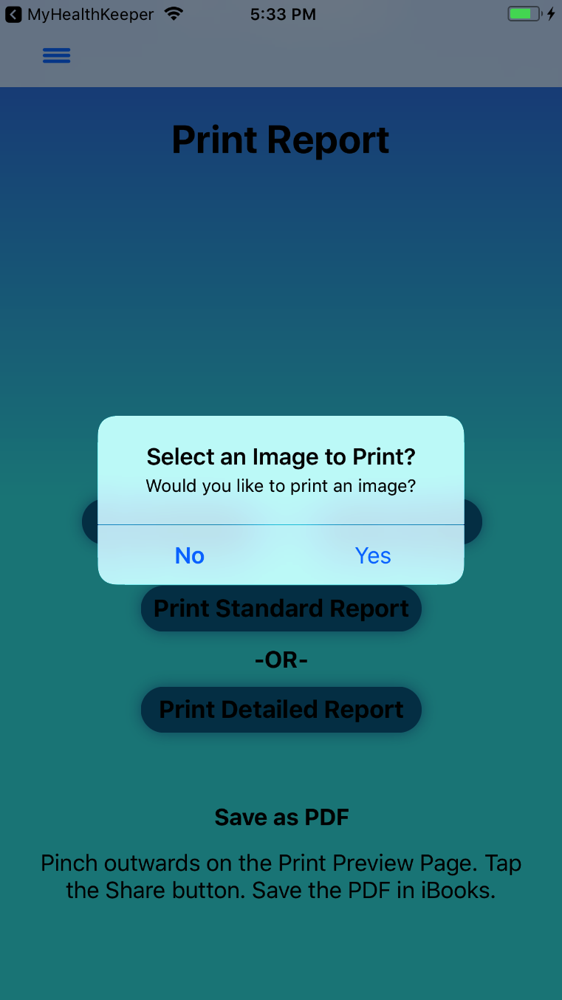 MyHealthKeeper 5:33 PM
Print Report
Select an Image to Print?
Would you like to print an image?
No Yes
Print Standard Report
-OR-
Print Detailed Report
Save as PDF
Pinch outwards on the Print Preview Page. Tap
the Share button. Save the PDF in iBooks.